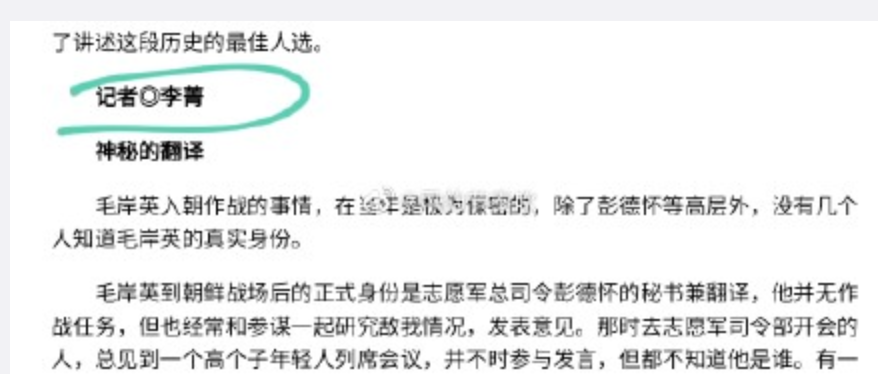 了讲述这段历史的最佳人选。
记者◎李菁
神秘的翻译
毛岸英入朝作战的事情，在当年是极为保密的，除了彭德怀等高层外，没有几个
人知道毛岸英的真实身份。
毛岸英到朝鲜战场后的正式身份是志愿军总司令彭德怀的秘书兼翻译，他并无作
战任务，但也经常和参谋一起研究敌我情况，发表意见。那时去志愿军司令部开会的
人，总见到一个高个子年轻人列席会议，并不时参与发言，但都不知道他是谁。有一